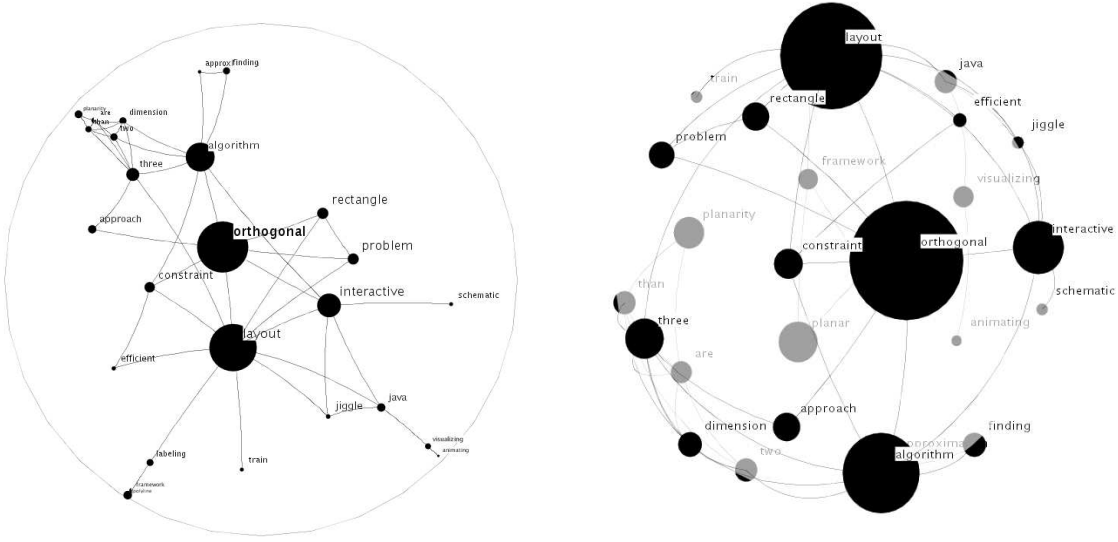 approxi
finding
planarity
are
dimension
than
two
algorithm
three
rectangle
approach
orthogonal
problem
constraint
interactive
schematic
layout
efficient
jiggle
java
visualizing
labeling
animating
train
framework
layout
java
train
rectangle
efficient
problem
jiggle
framework
visualizing
planarity
interactive
constraint
orthogonal
than
schematic
three
planar
animating
are
approach
dimension
finding
algorithm
two